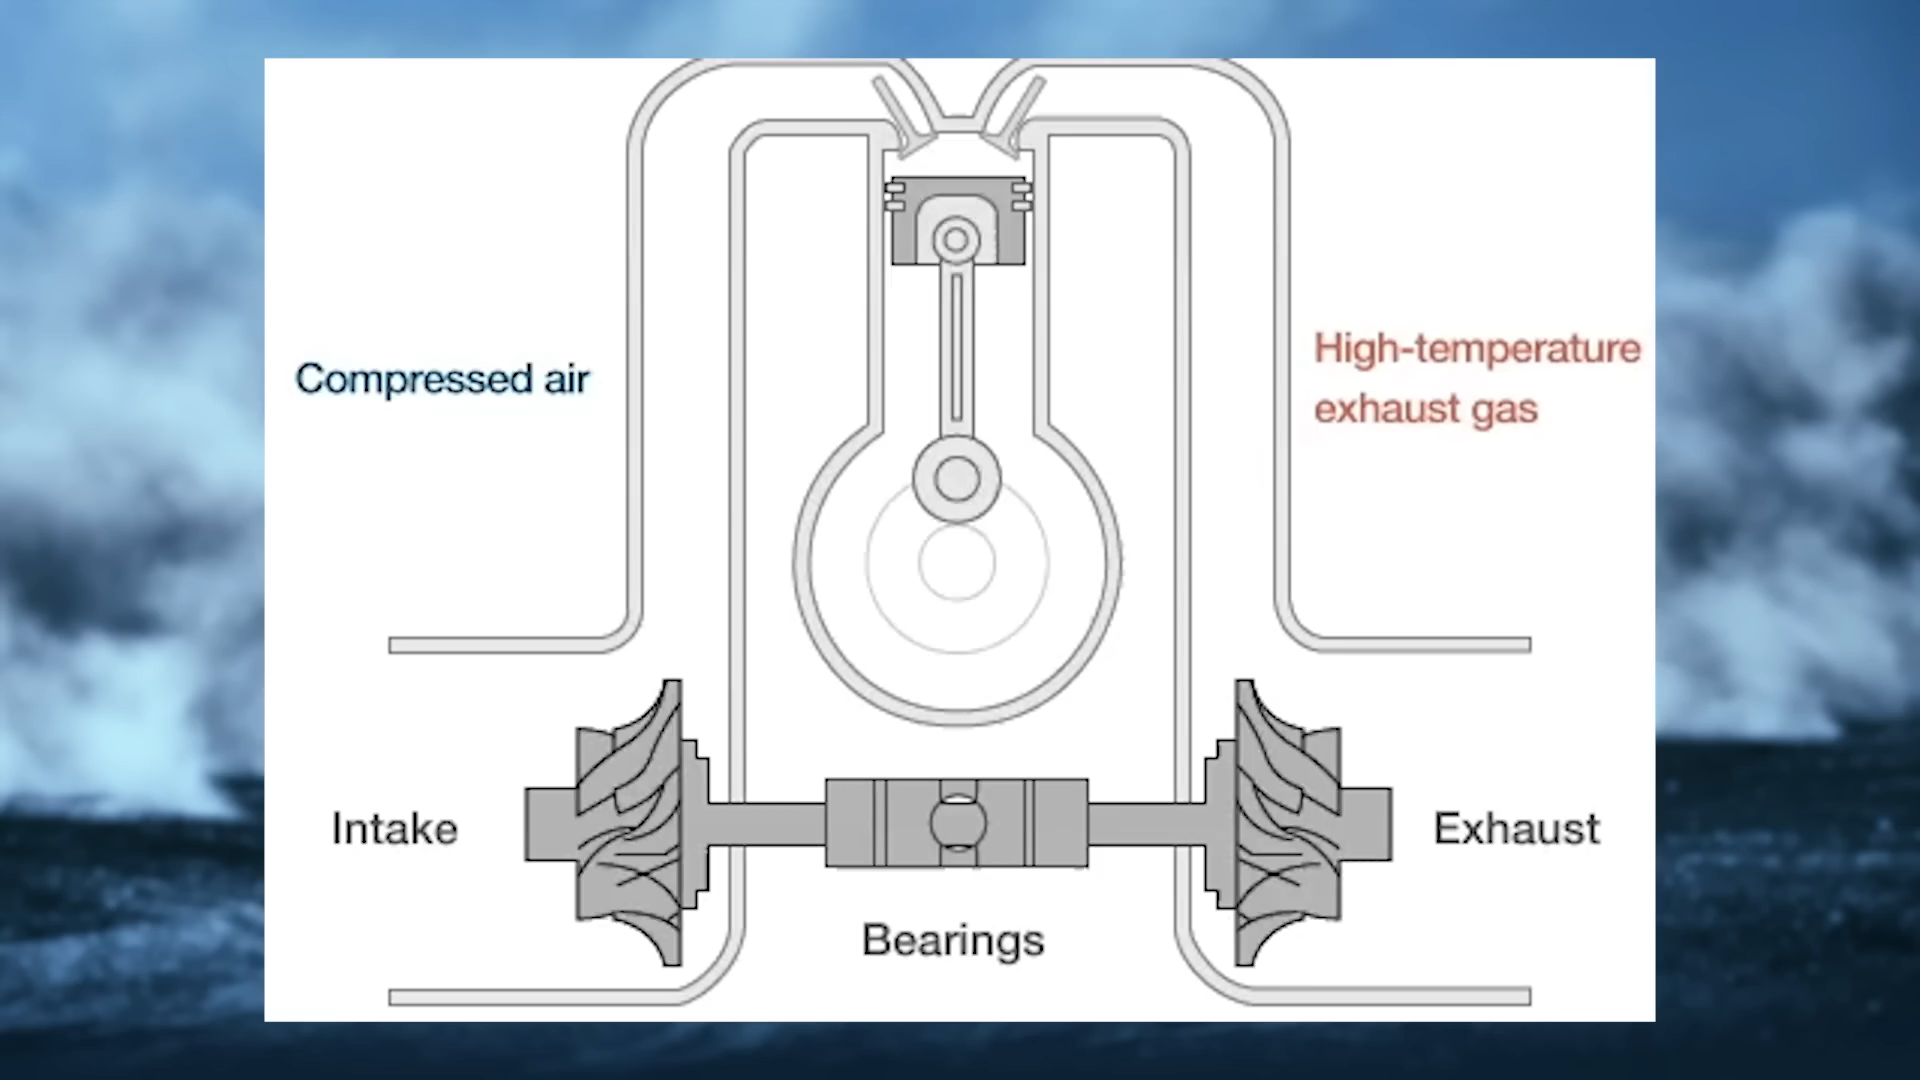 Compressed air
High-temperature
exhaust gas
Intake
Exhaust
Bearings